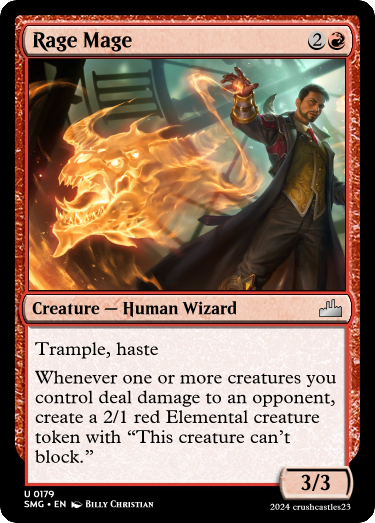 Rage Mage 2
Creature — Human Wizard
Trample, haste
Whenever one or more creatures you
control deal damage to an opponent,
create a 2/1 red Elemental creature
token with “This creature can’t
block.”
3/3
U 0179
SMG • EN Billy Christian
2024 crushcastles23